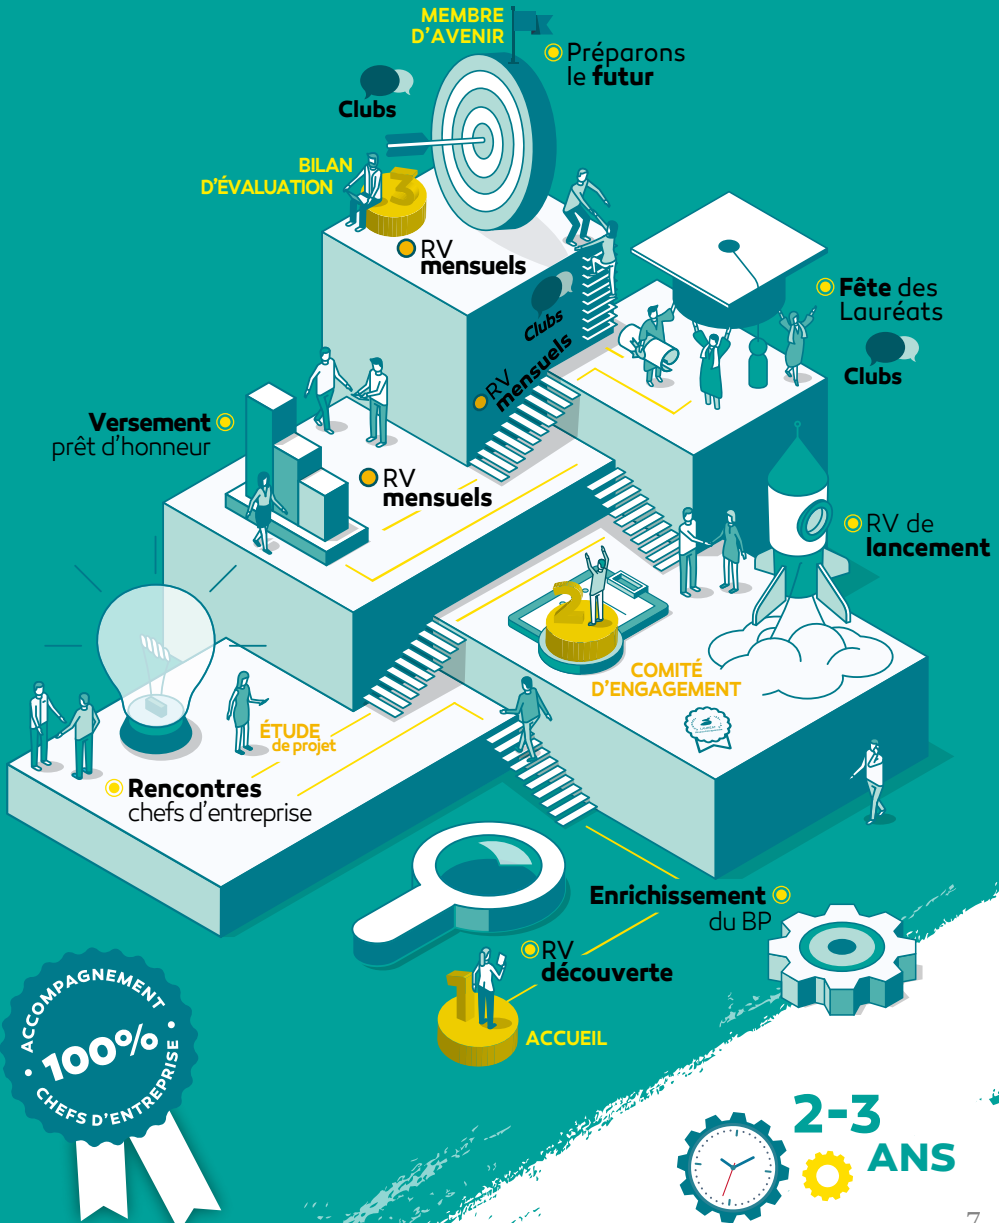 MEMBRE
D'AVENIR
Préparons
le futur
Clubs
BILAN
D'ÉVALUATION
3
RV
mensuels
Clubs
RV
mensuels
Fête des
Lauréats
Clubs
Versement
prêt d'honneur
RV
mensuels
RV de
lancement
2
COMITÉ
D'ENGAGEMENT
ÉTUDE
de projet
Rencontres
chefs d'entreprise
Enrichissement
du BP
RV
découverte
1
ACCUEIL
ACCOMPAGNEMENT
100%
CHEFS D'ENTREPRISE
2-3
ANS
7